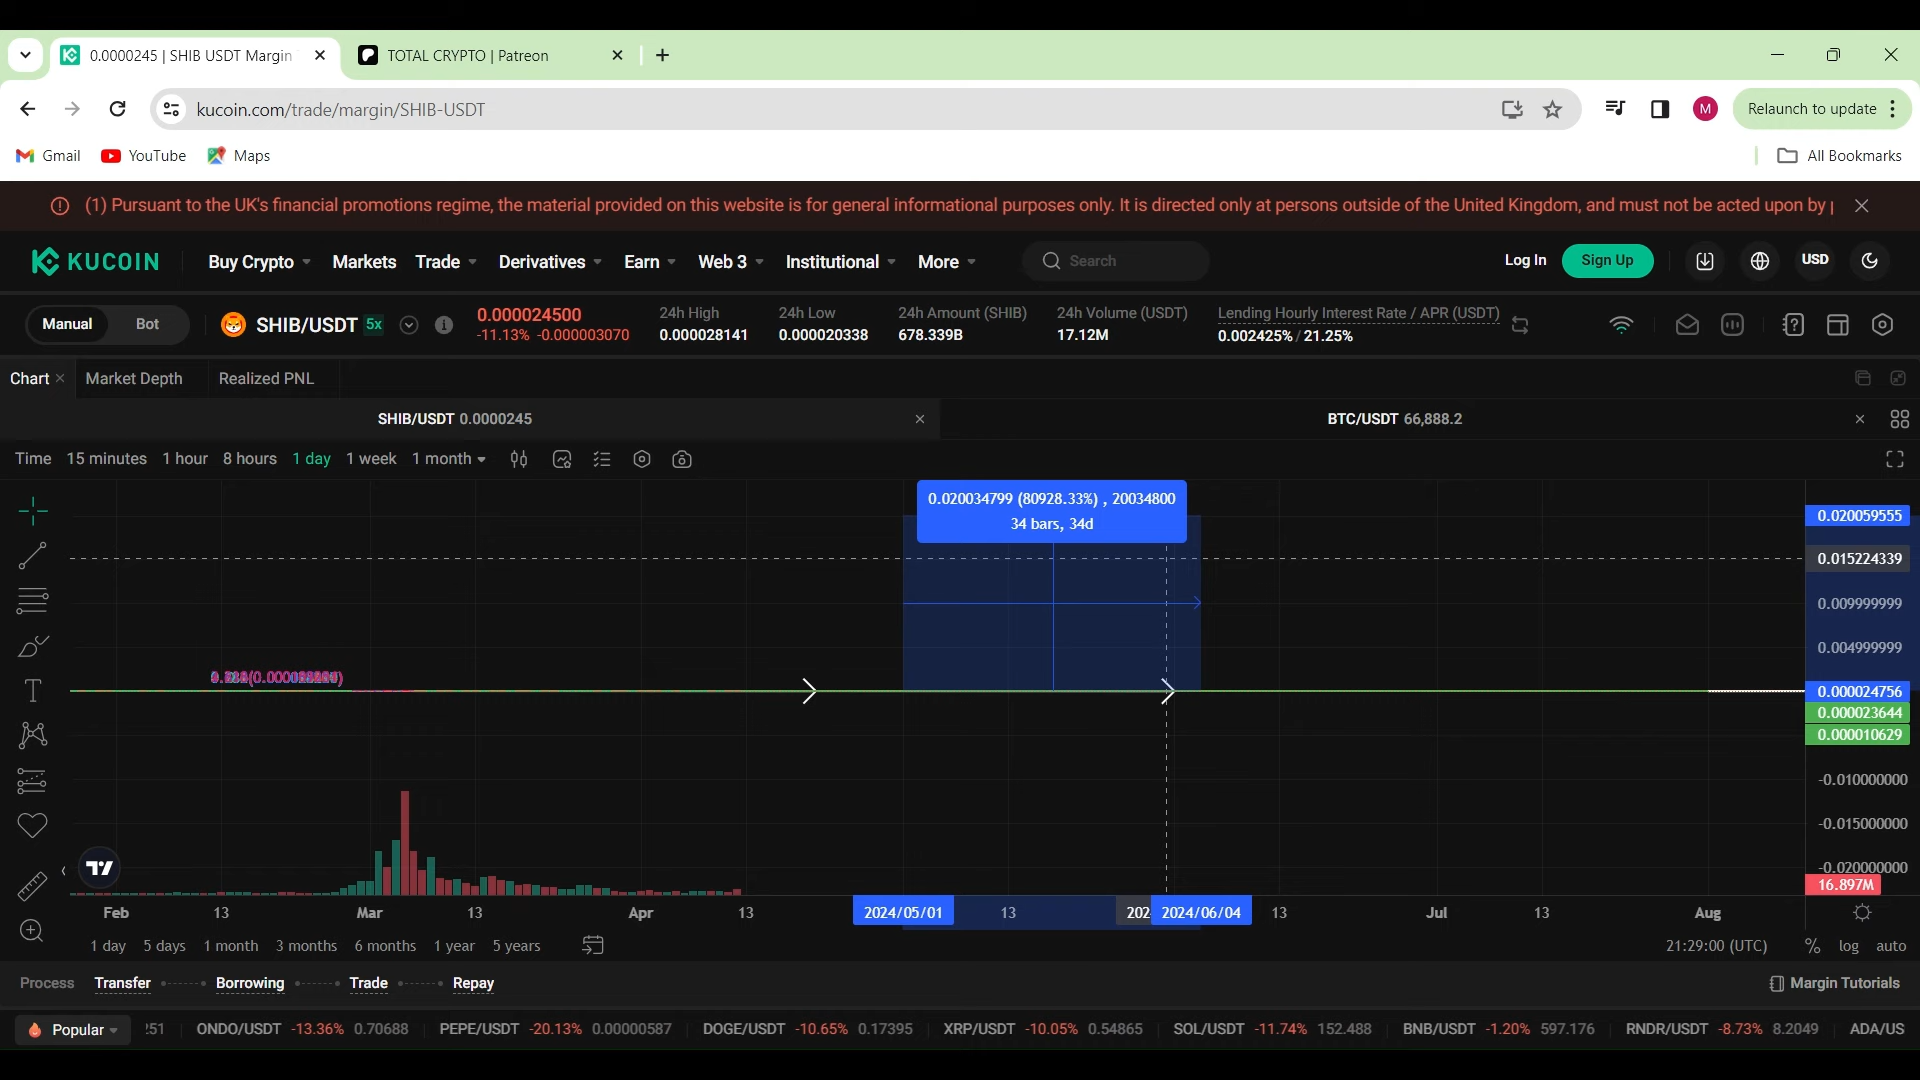 0.0000245 | SHIB USDT Margin
TOTAL CRYPTO | Patreon
kucoin.com/trade/margin/SHIB-USDT
M
Relaunch to update
Gmail
YouTube
Maps
All Bookmarks
(1) Pursuant to the UK's financial promotions regime, the material provided on this website is for general informational purposes only. It is directed only at persons outside of the United Kingdom, and must not be acted upon by
KUCOIN
Buy Crypto
Markets
Trade
Derivatives
Earn
Web 3
Institutional
More
Search
Log In
Sign Up
USD
Manual
Bot
SHIB/USDT 5x
0.000024500
-11.13% -0.000003070
24h High
0.000028141
24h Low
0.000020338
24h Amount (SHIB)
678.339B
24h Volume (USDT)
17.12M
Lending Hourly Interest Rate / APR (USDT)
0.002425% / 21.25%
Chart
Market Depth
Realized PNL
SHIB/USDT 0.0000245
BTC/USDT 66,888.2
Time 15 minutes 1 hour 8 hours 1 day 1 week 1 month
0.020034799 (80928.33%) , 20034800
34 bars, 34d
0.020059555
0.015224339
0.009999999
0.004999999
0.000024756
0.000023644
0.000010629
-0.010000000
-0.015000000
-0.020000000
16.897M
Feb 13 Mar 13 Apr 13 2024/05/01 13 202 2024/06/04 13 Jul 13 Aug
1 day 5 days 1 month 3 months 6 months 1 year 5 years
21:29:00 (UTC) % log auto
Process Transfer Borrowing Trade Repay
Margin Tutorials
Popular
ONDO/USDT -13.36% 0.70688 PEPE/USDT -20.13% 0.00000587 DOGE/USDT -10.65% 0.17395 XRP/USDT -10.05% 0.54865 SOL/USDT -11.74% 152.488 BNB/USDT -1.20% 597.176 RNDR/USDT -8.73% 8.2049 ADA/US